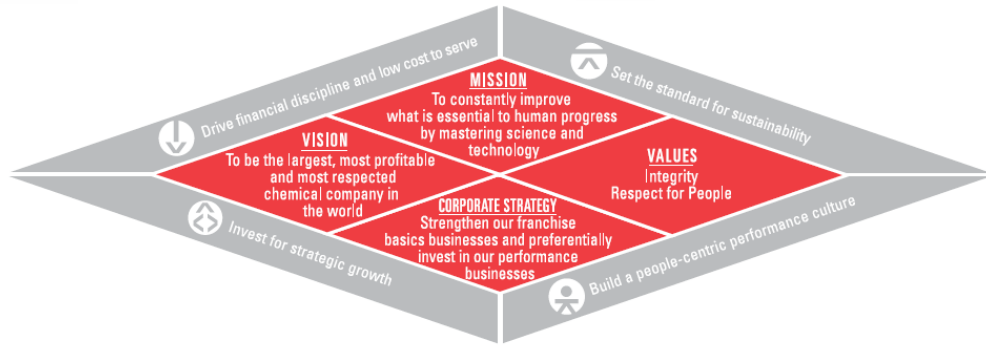 Drive financial discipline and low cost to serve
Set the standard for sustainability
MISSION
To constantly improve
what is essential to human progress
by mastering science and
technology
VISION
To be the largest, most profitable
and most respected
chemical company in
the world
VALUES
Integrity
Respect for People
CORPORATE STRATEGY
Strengthen our franchise
basics businesses and preferentially
invest in our performance
businesses
Invest for strategic growth
Build a people-centric performance culture